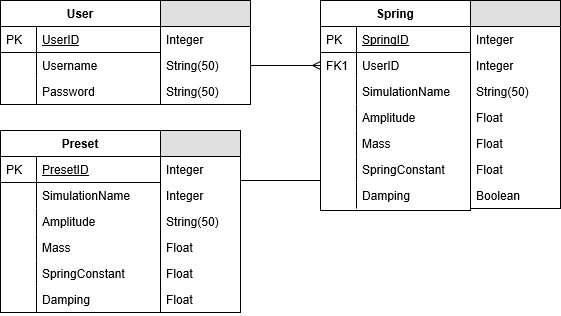 User
PK UserID Integer
Username String(50)
Password String(50)
Spring
PK SpringID Integer
FK1 UserID Integer
SimulationName String(50)
Amplitude Float
Mass Float
SpringConstant Float
Damping Boolean
Preset
PK PresetID Integer
SimulationName Integer
Amplitude String(50)
Mass Float
SpringConstant Float
Damping Float